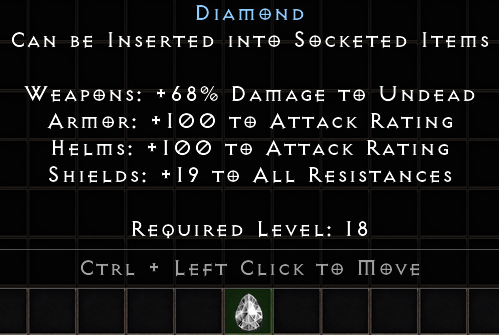 Diamond
Can be Inserted into Socketed Items
Weapons: +68% Damage to Undead
Armor: +100 to Attack Rating
Helms: +100 to Attack Rating
Shields: +19 to All Resistances
Required Level: 18
Ctrl + Left Click to Move